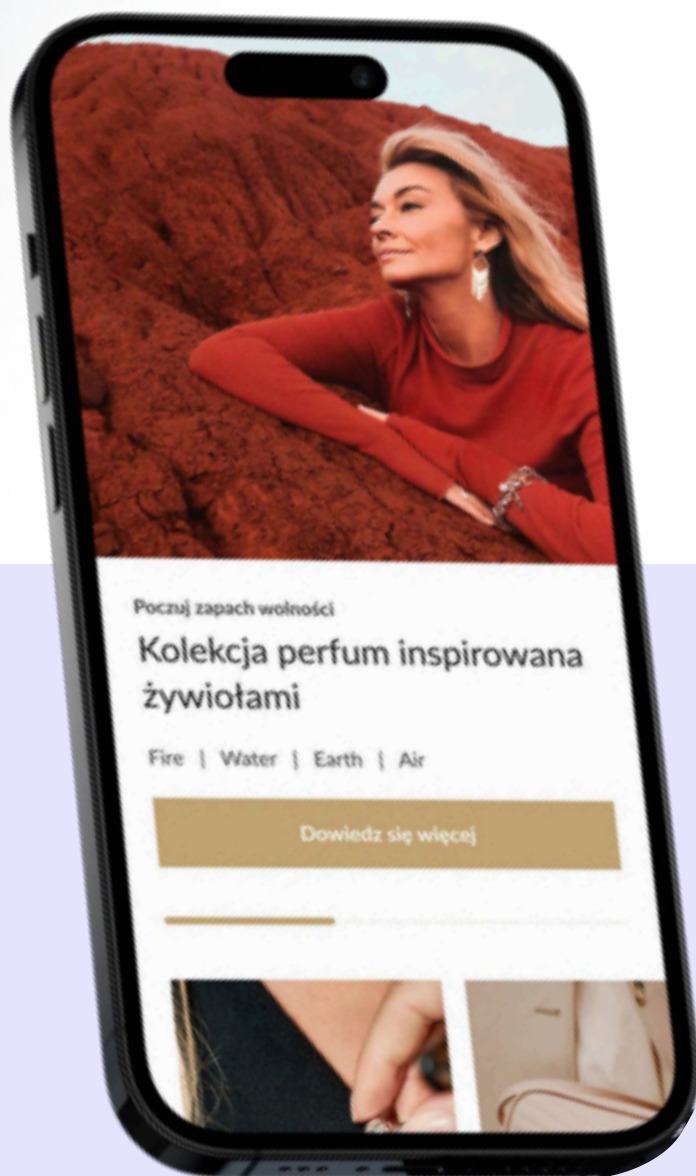 Poczuj zapach wolności
Kolekcja perfum inspirowana
żywiołami
Fire | Water | Earth | Air
Dowiedz się więcej